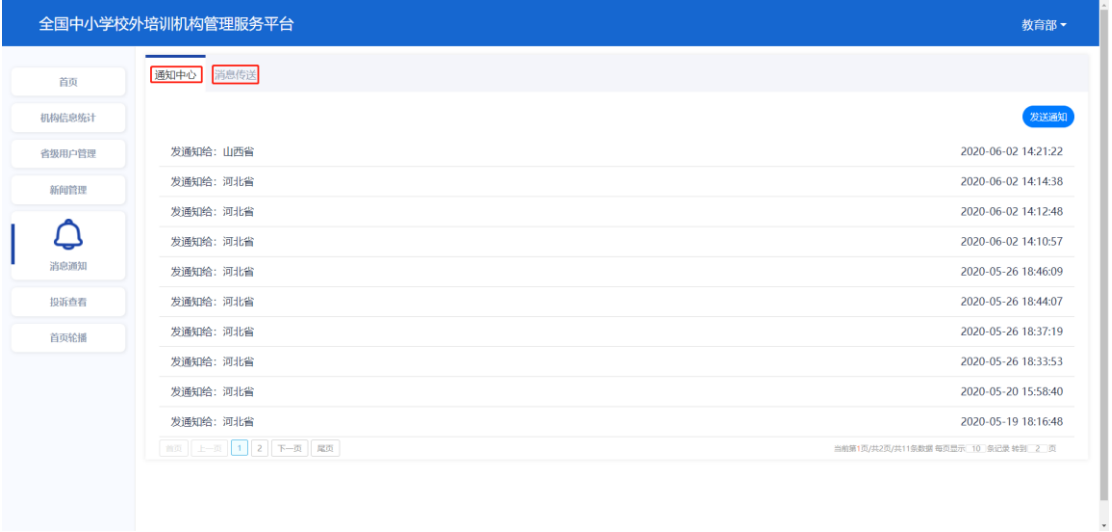 全国中小学校外培训机构管理服务平台 教育部
首页
机构信息统计
省级用户管理
新闻管理
消息通知
投诉查看
首页轮播
通知中心 消息传送
发送通知
发通知给：山西省 2020-06-02 14:21:22
发通知给：河北省 2020-06-02 14:14:38
发通知给：河北省 2020-06-02 14:12:48
发通知给：河北省 2020-06-02 14:10:57
发通知给：河北省 2020-05-26 18:46:09
发通知给：河北省 2020-05-26 18:44:07
发通知给：河北省 2020-05-26 18:37:19
发通知给：河北省 2020-05-26 18:33:53
发通知给：河北省 2020-05-20 15:58:40
发通知给：河北省 2020-05-19 18:16:48
首页 上一页 1 2 下一页 尾页 当前第1页/共2页/共11条数据 每页显示 10 条记录 转到 2 页